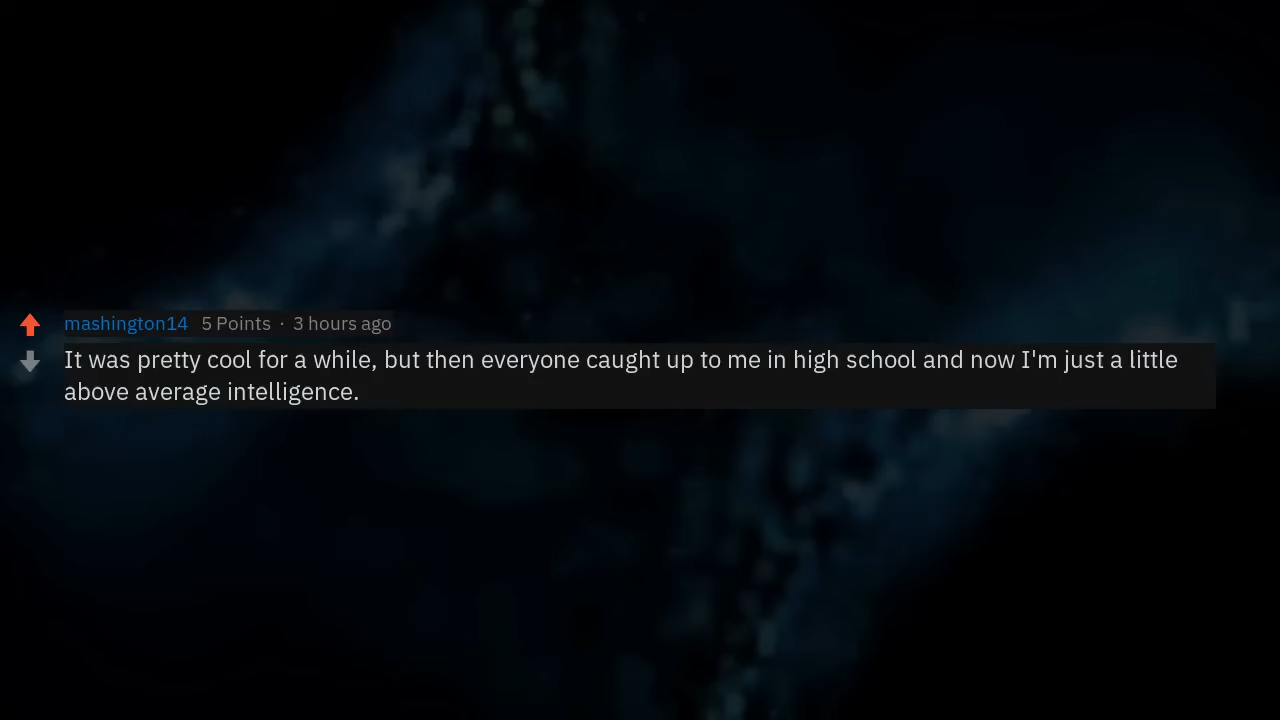 mashington14 5 Points · 3 hours ago
It was pretty cool for a while, but then everyone caught up to me in high school and now I'm just a little
above average intelligence.